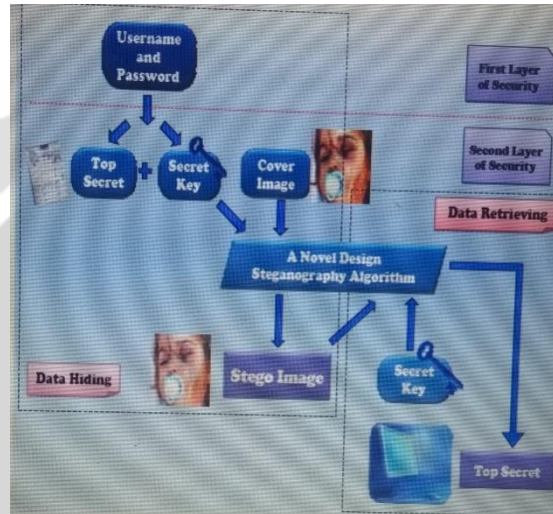 Username
and
Password
First Layer
of Security
Top
Secret
+
Secret
Key
Cover
Image
Second Layer
of Security
Data Retrieving
A Novel Design
Steganography Algorithm
Data Hiding
Stego Image
Secret
Key
Top Secret